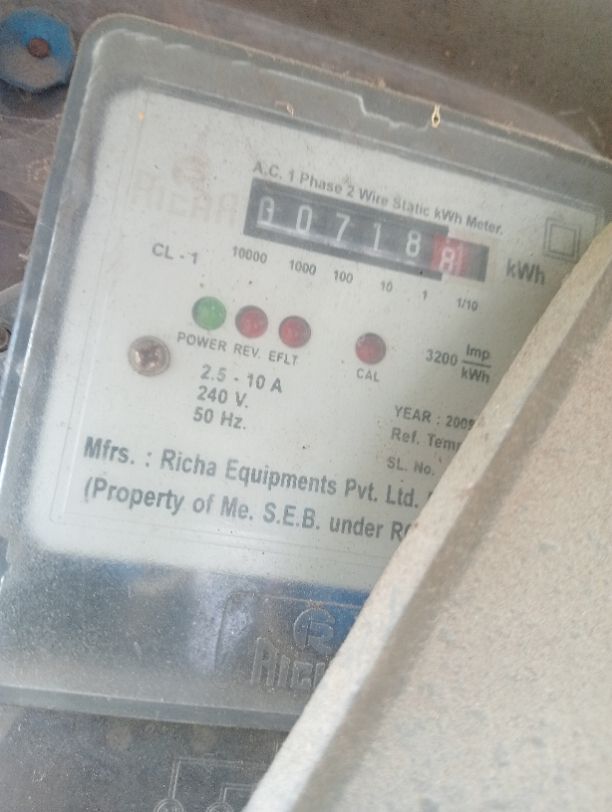 RICHA
A.C. 1 Phase 2 Wire Static kWh Meter.
0 0 7 1 8 8 kWh
CL - 1 10000 1000 100 10 1 1/10
POWER REV. EFLT CAL
3200 Imp/kWh
2.5 - 10 A
240 V.
50 Hz.
YEAR :
Ref.
SL. No.
Mfrs. : Richa Equipments Pvt. Ltd.
(Property of Me. S.E.B. under